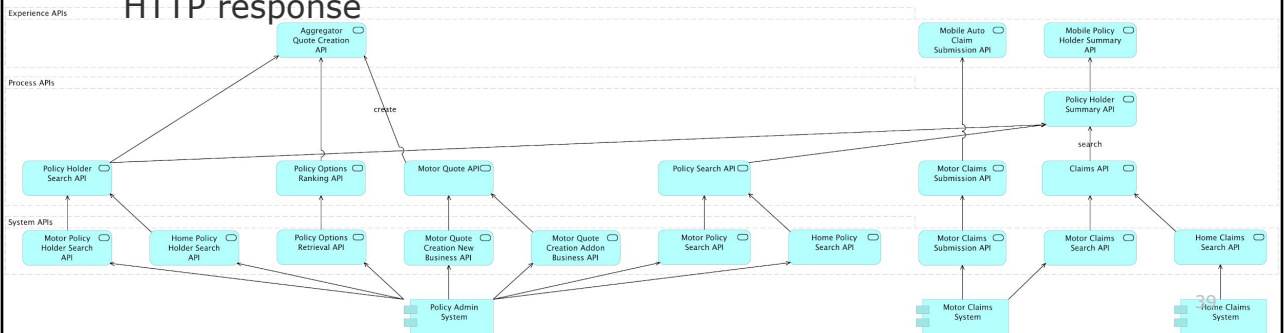 HTTP response
Experience APIs
Aggregator
Quote Creation
API
Mobile Auto
Claim
Submission API
Mobile Policy
Holder Summary
API
Process APIs
Policy Holder
Summary API
create
search
Policy Holder
Search API
Policy Options
Ranking API
Motor Quote API
Policy Search API
Motor Claims
Submission API
Claims API
System APIs
Motor Policy
Holder Search
API
Home Policy
Holder Search
API
Policy Options
Retrieval API
Motor Quote
Creation New
Business API
Motor Quote
Creation Addon
Business API
Motor Policy
Search API
Home Policy
Search API
Motor Claims
Submission API
Motor Claims
Search API
Home Claims
Search API
Policy Admin
System
Motor Claims
System
39
Home Claims
System